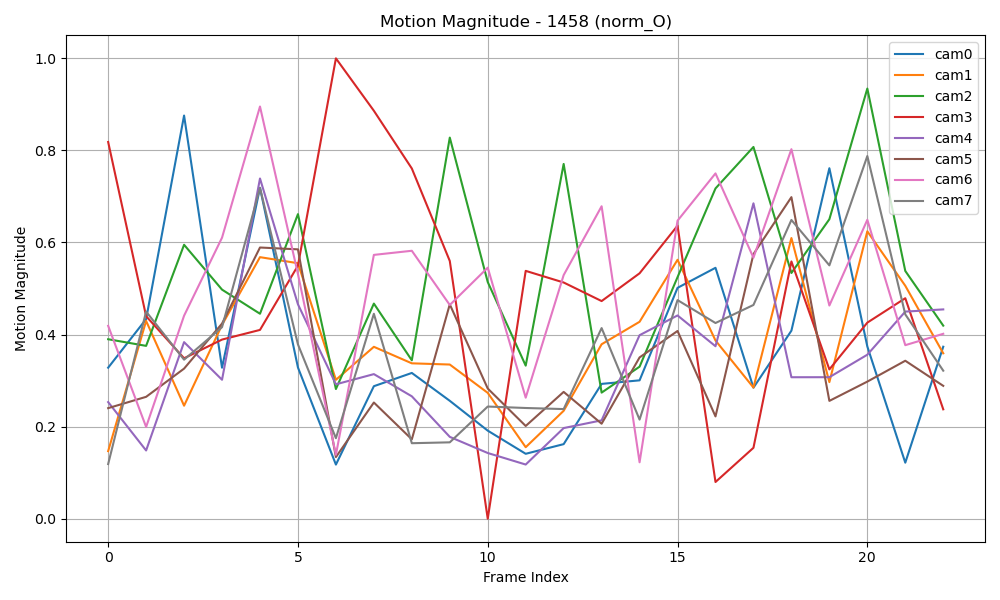 Motion Magnitude - 1458 (norm_O)
Motion Magnitude
1.0
0.8
0.6
0.4
0.2
0.0
cam0
cam1
cam2
cam3
cam4
cam5
cam6
cam7
0 5 10 15 20
Frame Index